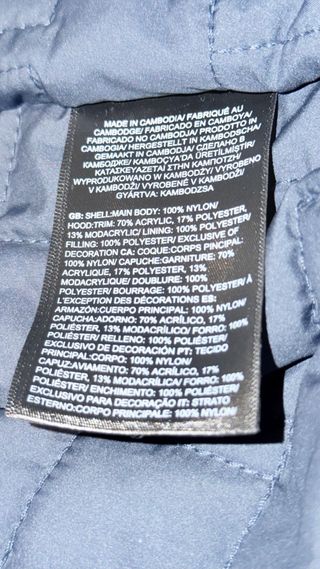 MADE IN CAMBODIA/ FABRIQUÉ AU
CAMBODGE/ FABRICADO EN CAMBOYA/
FABRICADO NO CAMBODJA/ PRODOTTO IN
CAMBOGIA/ HERGESTELLT IN KAMBODSCHA/
GEMAAKT IN CAMBODJA/ СДЕЛАНО В
КАМБОДЖЕ/ KAMBOÇYA'DA ÜRETİLMİŞTİR/
ΚΑΤΑΣΚΕΥΑΖΕΤΑΙ ΣΤΗΝ ΚΑΜΠΟΤΖΗ/
WYPRODUKOWANO W KAMBODŻY/ VYROBENO
V KAMBODŽI/ VYROBENÉ V KAMBODŽI/
GYÁRTVA: KAMBODZSA
GB: SHELL:MAIN BODY: 100% NYLON/
HOOD:TRIM: 70% ACRYLIC, 17% POLYESTER,
13% MODACRYLIC/ LINING: 100% POLYESTER/
FILLING: 100% POLYESTER/ EXCLUSIVE OF
DECORATION CA: COQUE:CORPS PINCIPAL:
100% NYLON/ CAPUCHE:GARNITURE: 70%
ACRYLIQUE, 17% POLYESTER, 13%
MODACRYLIQUE/ DOUBLURE: 100%
POLYESTER/ BOURRAGE: 100% POLYESTER/ A
L'EXCEPTION DES DÉCORATIONS ES:
ARMAZÓN:CUERPO PRINCIPAL: 100% NYLON/
CAPUCHA:ADORNO: 70% ACRÍLICO, 17%
POLIÉSTER, 13% MODACRÍLICO/ FORRO: 100%
POLIÉSTER/ RELLENO: 100% POLIÉSTER/
EXCLUSIVO DE DECORACIÓN PT: TECIDO
PRINCIPAL:CORPO: 100% NYLON/
CAPUZ:AVIAMENTO: 70% ACRÍLICO, 17%
POLIÉSTER, 13% MODACRÍLICA/ FORRO: 100%
POLIÉSTER/ ENCHIMENTO: 100% POLIÉSTER/
EXCLUSIVO PARA DECORAÇÃO IT: STRATO
ESTERNO:CORPO PRINCIPALE: 100% NYLON/